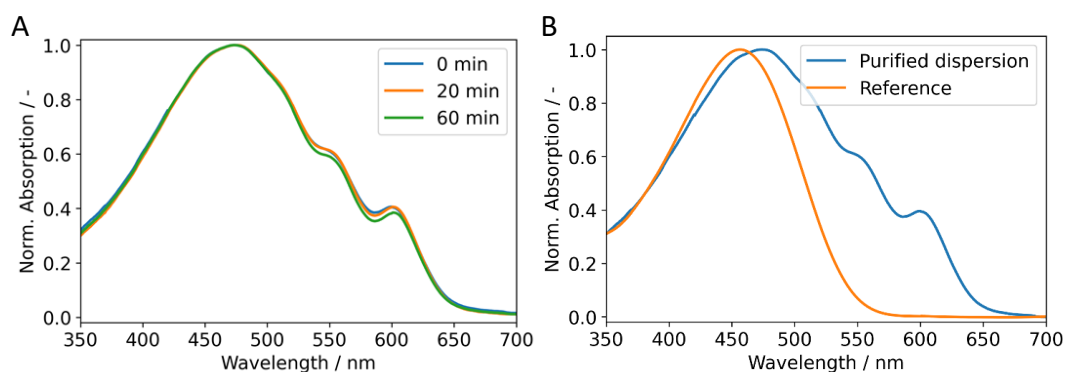 A
Norm. Absorption / -
1.0
0.8
0.6
0.4
0.2
0.0
350 400 450 500 550 600 650 700
Wavelength / nm
0 min
20 min
60 min
B
Norm. Absorption / -
1.0
0.8
0.6
0.4
0.2
0.0
350 400 450 500 550 600 650 700
Wavelength / nm
Purified dispersion
Reference